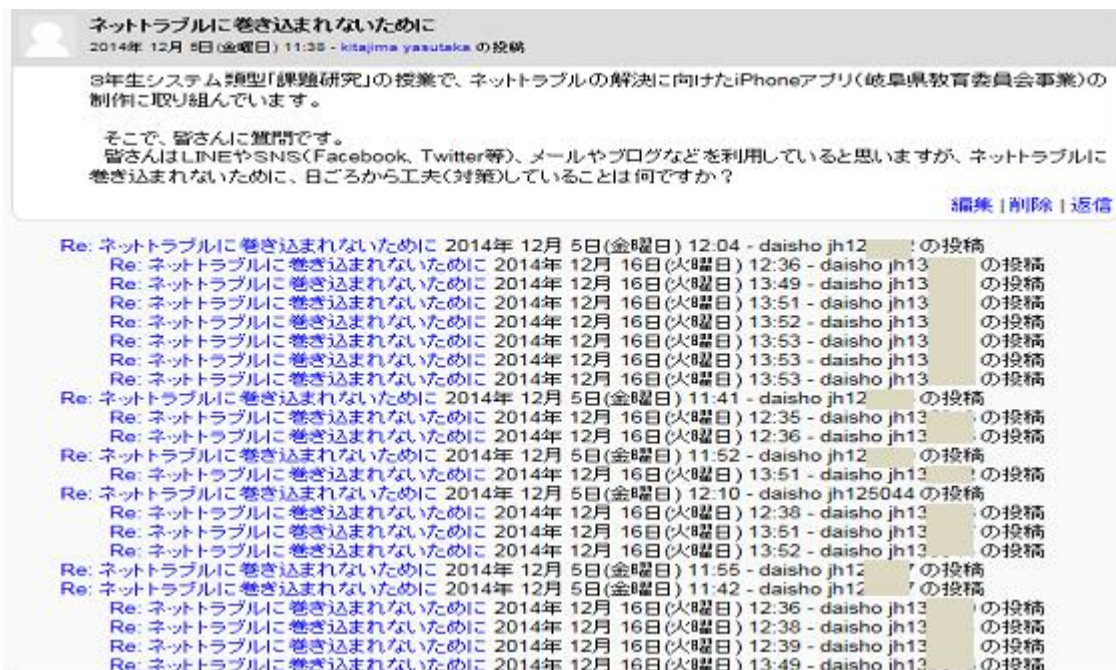 ネットトラブルに巻き込まれないために
2014年 12月 5日(金曜日) 11:38 - kitajima yasutaka の投稿
3年生システム類型「課題研究」の授業で、ネットトラブルの解決に向けたiPhoneアプリ(岐阜県教育委員会事業)の
制作に取り組んでいます。
そこで、皆さんに質問です。
皆さんはLINEやSNS(Facebook、Twitter等)、メールやブログなどを利用していると思いますが、ネットトラブルに
巻き込まれないために、日ごろから工夫(対策)していることは何ですか？
編集 | 削除 | 返信
Re: ネットトラブルに巻き込まれないために 2014年 12月 5日(金曜日) 12:04 - daisho jh12 の投稿
Re: ネットトラブルに巻き込まれないために 2014年 12月 16日(火曜日) 12:36 - daisho jh13 の投稿
Re: ネットトラブルに巻き込まれないために 2014年 12月 16日(火曜日) 13:49 - daisho jh13 の投稿
Re: ネットトラブルに巻き込まれないために 2014年 12月 16日(火曜日) 13:51 - daisho jh13 の投稿
Re: ネットトラブルに巻き込まれないために 2014年 12月 16日(火曜日) 13:52 - daisho jh13 の投稿
Re: ネットトラブルに巻き込まれないために 2014年 12月 16日(火曜日) 13:53 - daisho jh13 の投稿
Re: ネットトラブルに巻き込まれないために 2014年 12月 16日(火曜日) 13:53 - daisho jh13 の投稿
Re: ネットトラブルに巻き込まれないために 2014年 12月 16日(火曜日) 13:53 - daisho jh13 の投稿
Re: ネットトラブルに巻き込まれないために 2014年 12月 5日(金曜日) 11:41 - daisho jh12 の投稿
Re: ネットトラブルに巻き込まれないために 2014年 12月 16日(火曜日) 12:35 - daisho jh13 の投稿
Re: ネットトラブルに巻き込まれないために 2014年 12月 16日(火曜日) 12:36 - daisho jh13 の投稿
Re: ネットトラブルに巻き込まれないために 2014年 12月 5日(金曜日) 11:52 - daisho jh12 の投稿
Re: ネットトラブルに巻き込まれないために 2014年 12月 16日(火曜日) 13:51 - daisho jh13 の投稿
Re: ネットトラブルに巻き込まれないために 2014年 12月 5日(金曜日) 12:10 - daisho jh125044 の投稿
Re: ネットトラブルに巻き込まれないために 2014年 12月 16日(火曜日) 12:38 - daisho jh13 の投稿
Re: ネットトラブルに巻き込まれないために 2014年 12月 16日(火曜日) 13:51 - daisho jh13 の投稿
Re: ネットトラブルに巻き込まれないために 2014年 12月 16日(火曜日) 13:52 - daisho jh13 の投稿
Re: ネットトラブルに巻き込まれないために 2014年 12月 5日(金曜日) 11:55 - daisho jh12 7 の投稿
Re: ネットトラブルに巻き込まれないために 2014年 12月 5日(金曜日) 11:42 - daisho jh12 7 の投稿
Re: ネットトラブルに巻き込まれないために 2014年 12月 16日(火曜日) 12:36 - daisho jh13 の投稿
Re: ネットトラブルに巻き込まれないために 2014年 12月 16日(火曜日) 12:38 - daisho jh13 の投稿
Re: ネットトラブルに巻き込まれないために 2014年 12月 16日(火曜日) 12:39 - daisho jh13 の投稿
Re: ネットトラブルに巻き込まれないために 2014年 12月 16日(火曜日) 13:49 - daisho jh13 の投稿